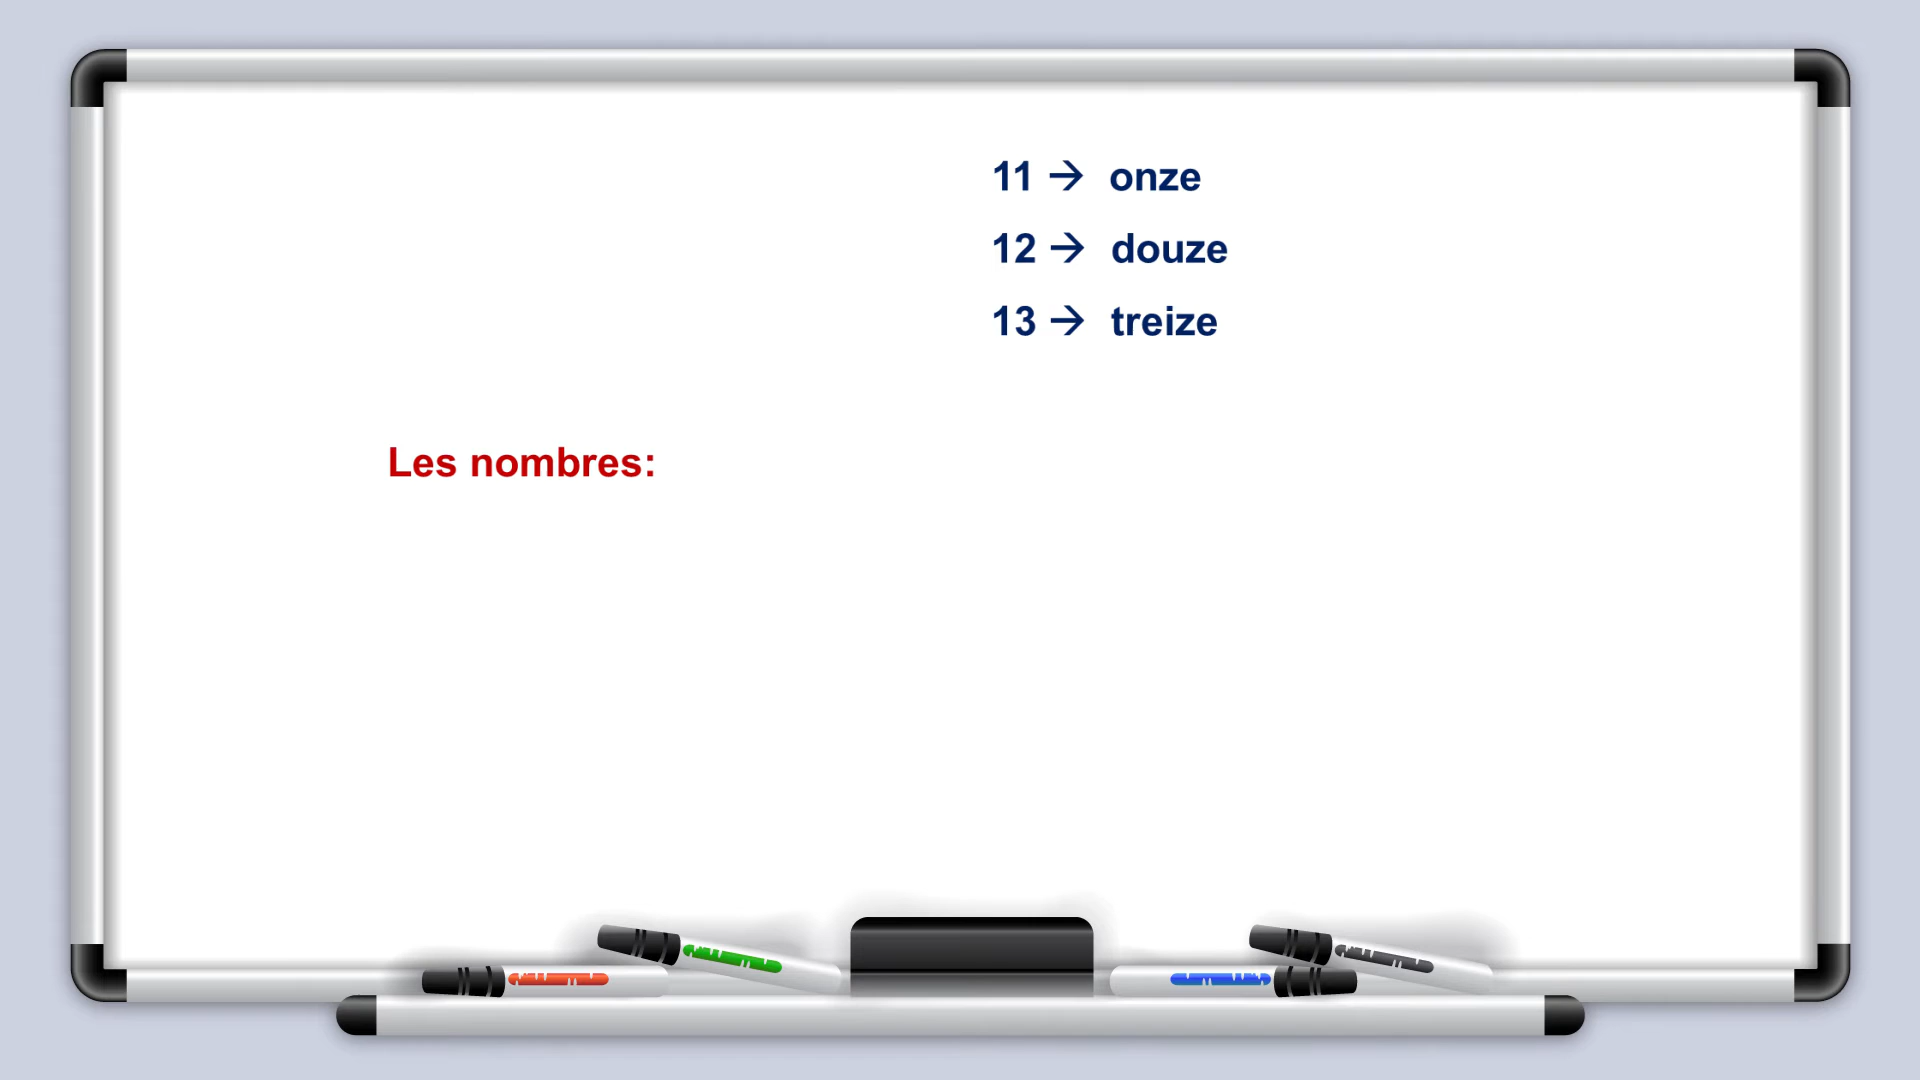 11 → onze
12 → douze
13 → treize
Les nombres: